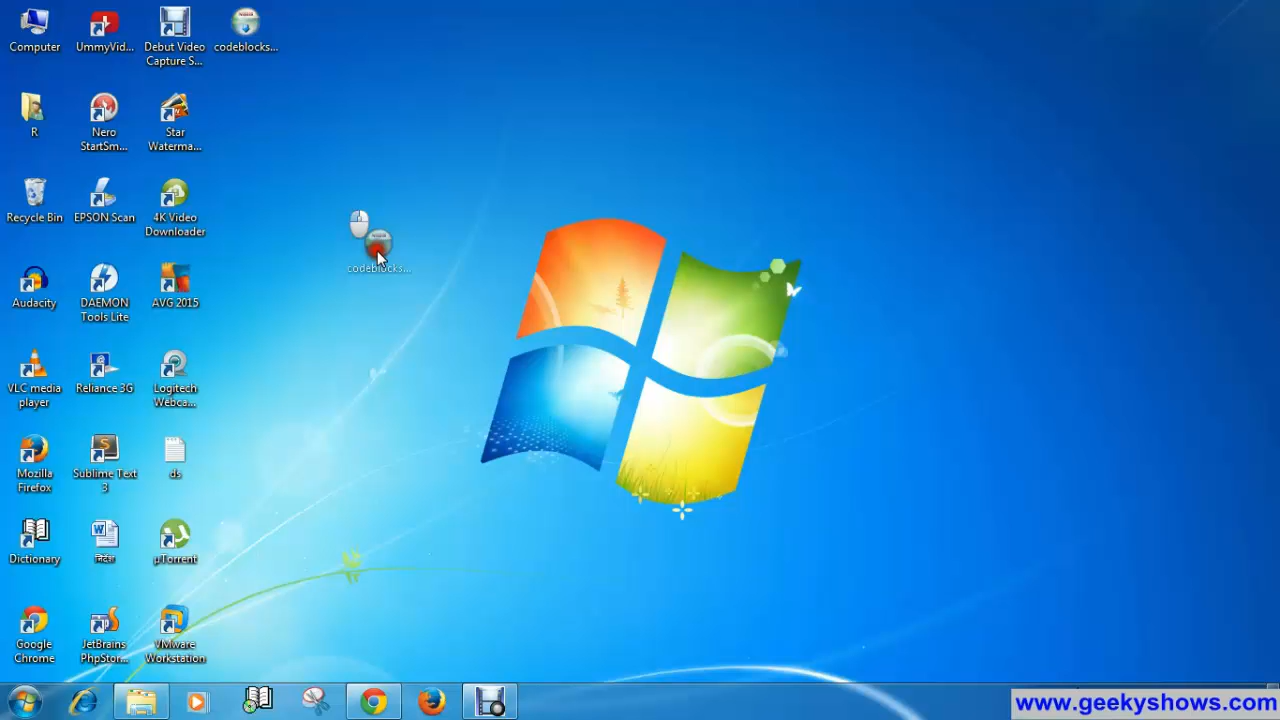 Computer
UmmyVid...
Debut Video
Capture S...
codeblocks...
R
Nero
StartSm...
Star
Waterma...
Recycle Bin
EPSON Scan
4K Video
Downloader
codeblocks...
Audacity
DAEMON
Tools Lite
AVG 2015
VLC media
player
Reliance 3G
Logitech
Webca...
Mozilla
Firefox
Sublime Text
3
ds
Dictionary
निर्देश
µTorrent
Google
Chrome
JetBrains
PhpStor...
VMware
Workstation
www.geekyshows.com